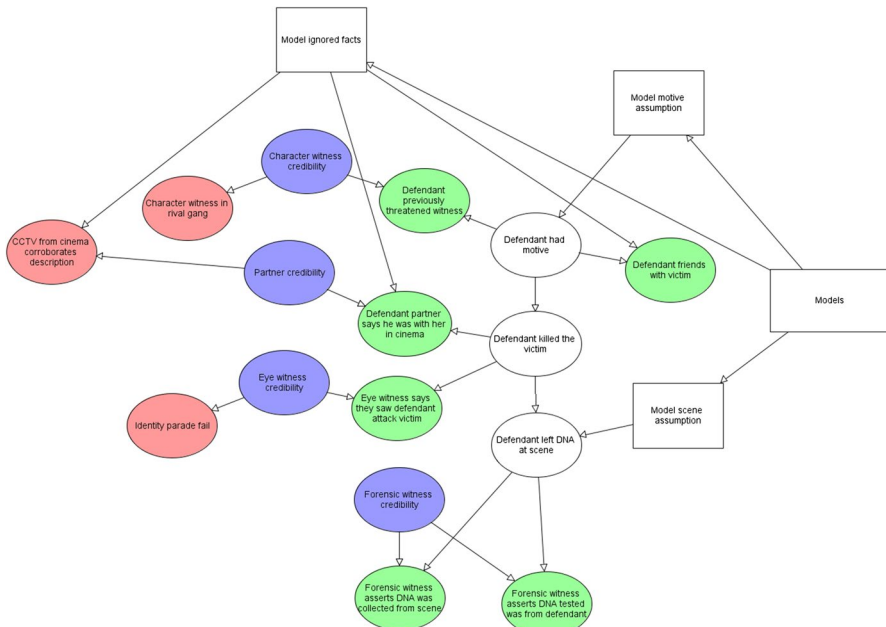 Model ignored facts
Model motive assumption
Character witness
credibility
Character witness in
rival gang
Defendant
previously
threatened witness
CCTV from cinema
corroborates
description
Defendant had
motive
Defendant friends
with victim
Partner credibility
Models
Defendant partner
says he was with her
in cinema
Defendant killed the
victim
Eye witness
credibility
Eye witness says
they saw defendant
attack victim
Identity parade fail
Model scene
assumption
Defendant left DNA
at scene
Forensic witness
credibility
Forensic witness
asserts DNA was
collected from scene
Forensic witness
asserts DNA tested
was from defendant